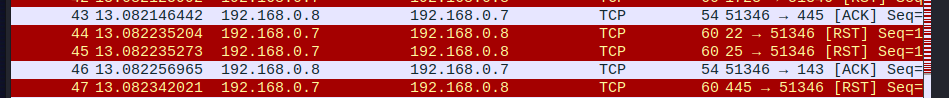 43 13.082146442 192.168.0.8 192.168.0.7 TCP 54 51346 → 445 [ACK] Seq=
44 13.082235204 192.168.0.7 192.168.0.8 TCP 60 22 → 51346 [RST] Seq=1
45 13.082235273 192.168.0.7 192.168.0.8 TCP 60 25 → 51346 [RST] Seq=1
46 13.082256965 192.168.0.8 192.168.0.7 TCP 54 51346 → 143 [ACK] Seq=
47 13.082342021 192.168.0.7 192.168.0.8 TCP 60 445 → 51346 [RST] Seq=